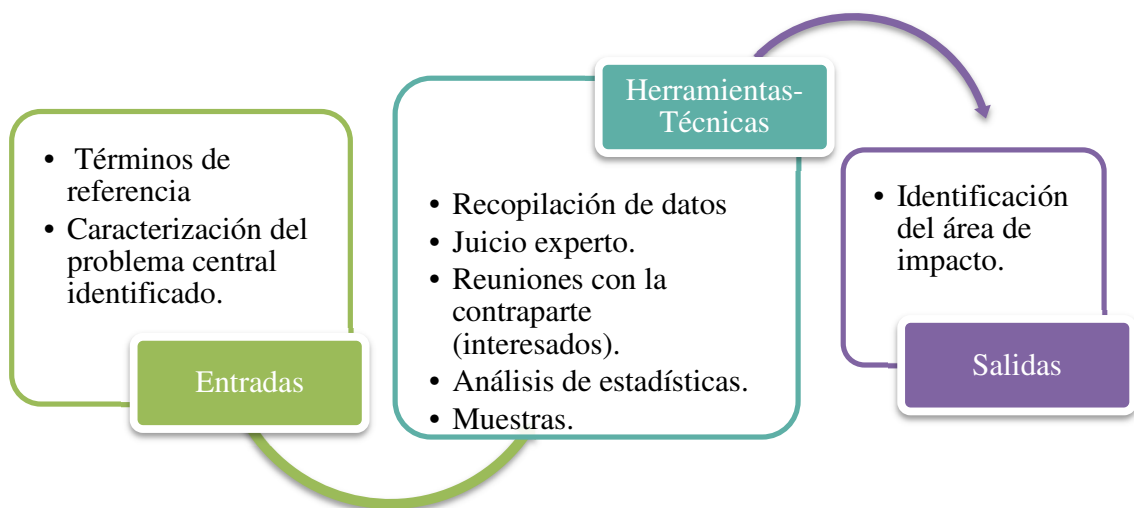 • Términos de
referencia
• Caracterización del
problema central
identificado.
Entradas
Herramientas-
Técnicas
• Recopilación de datos
• Juicio experto.
• Reuniones con la
contraparte
(interesados).
• Análisis de estadísticas.
• Muestras.
• Identificación
del área de
impacto.
Salidas